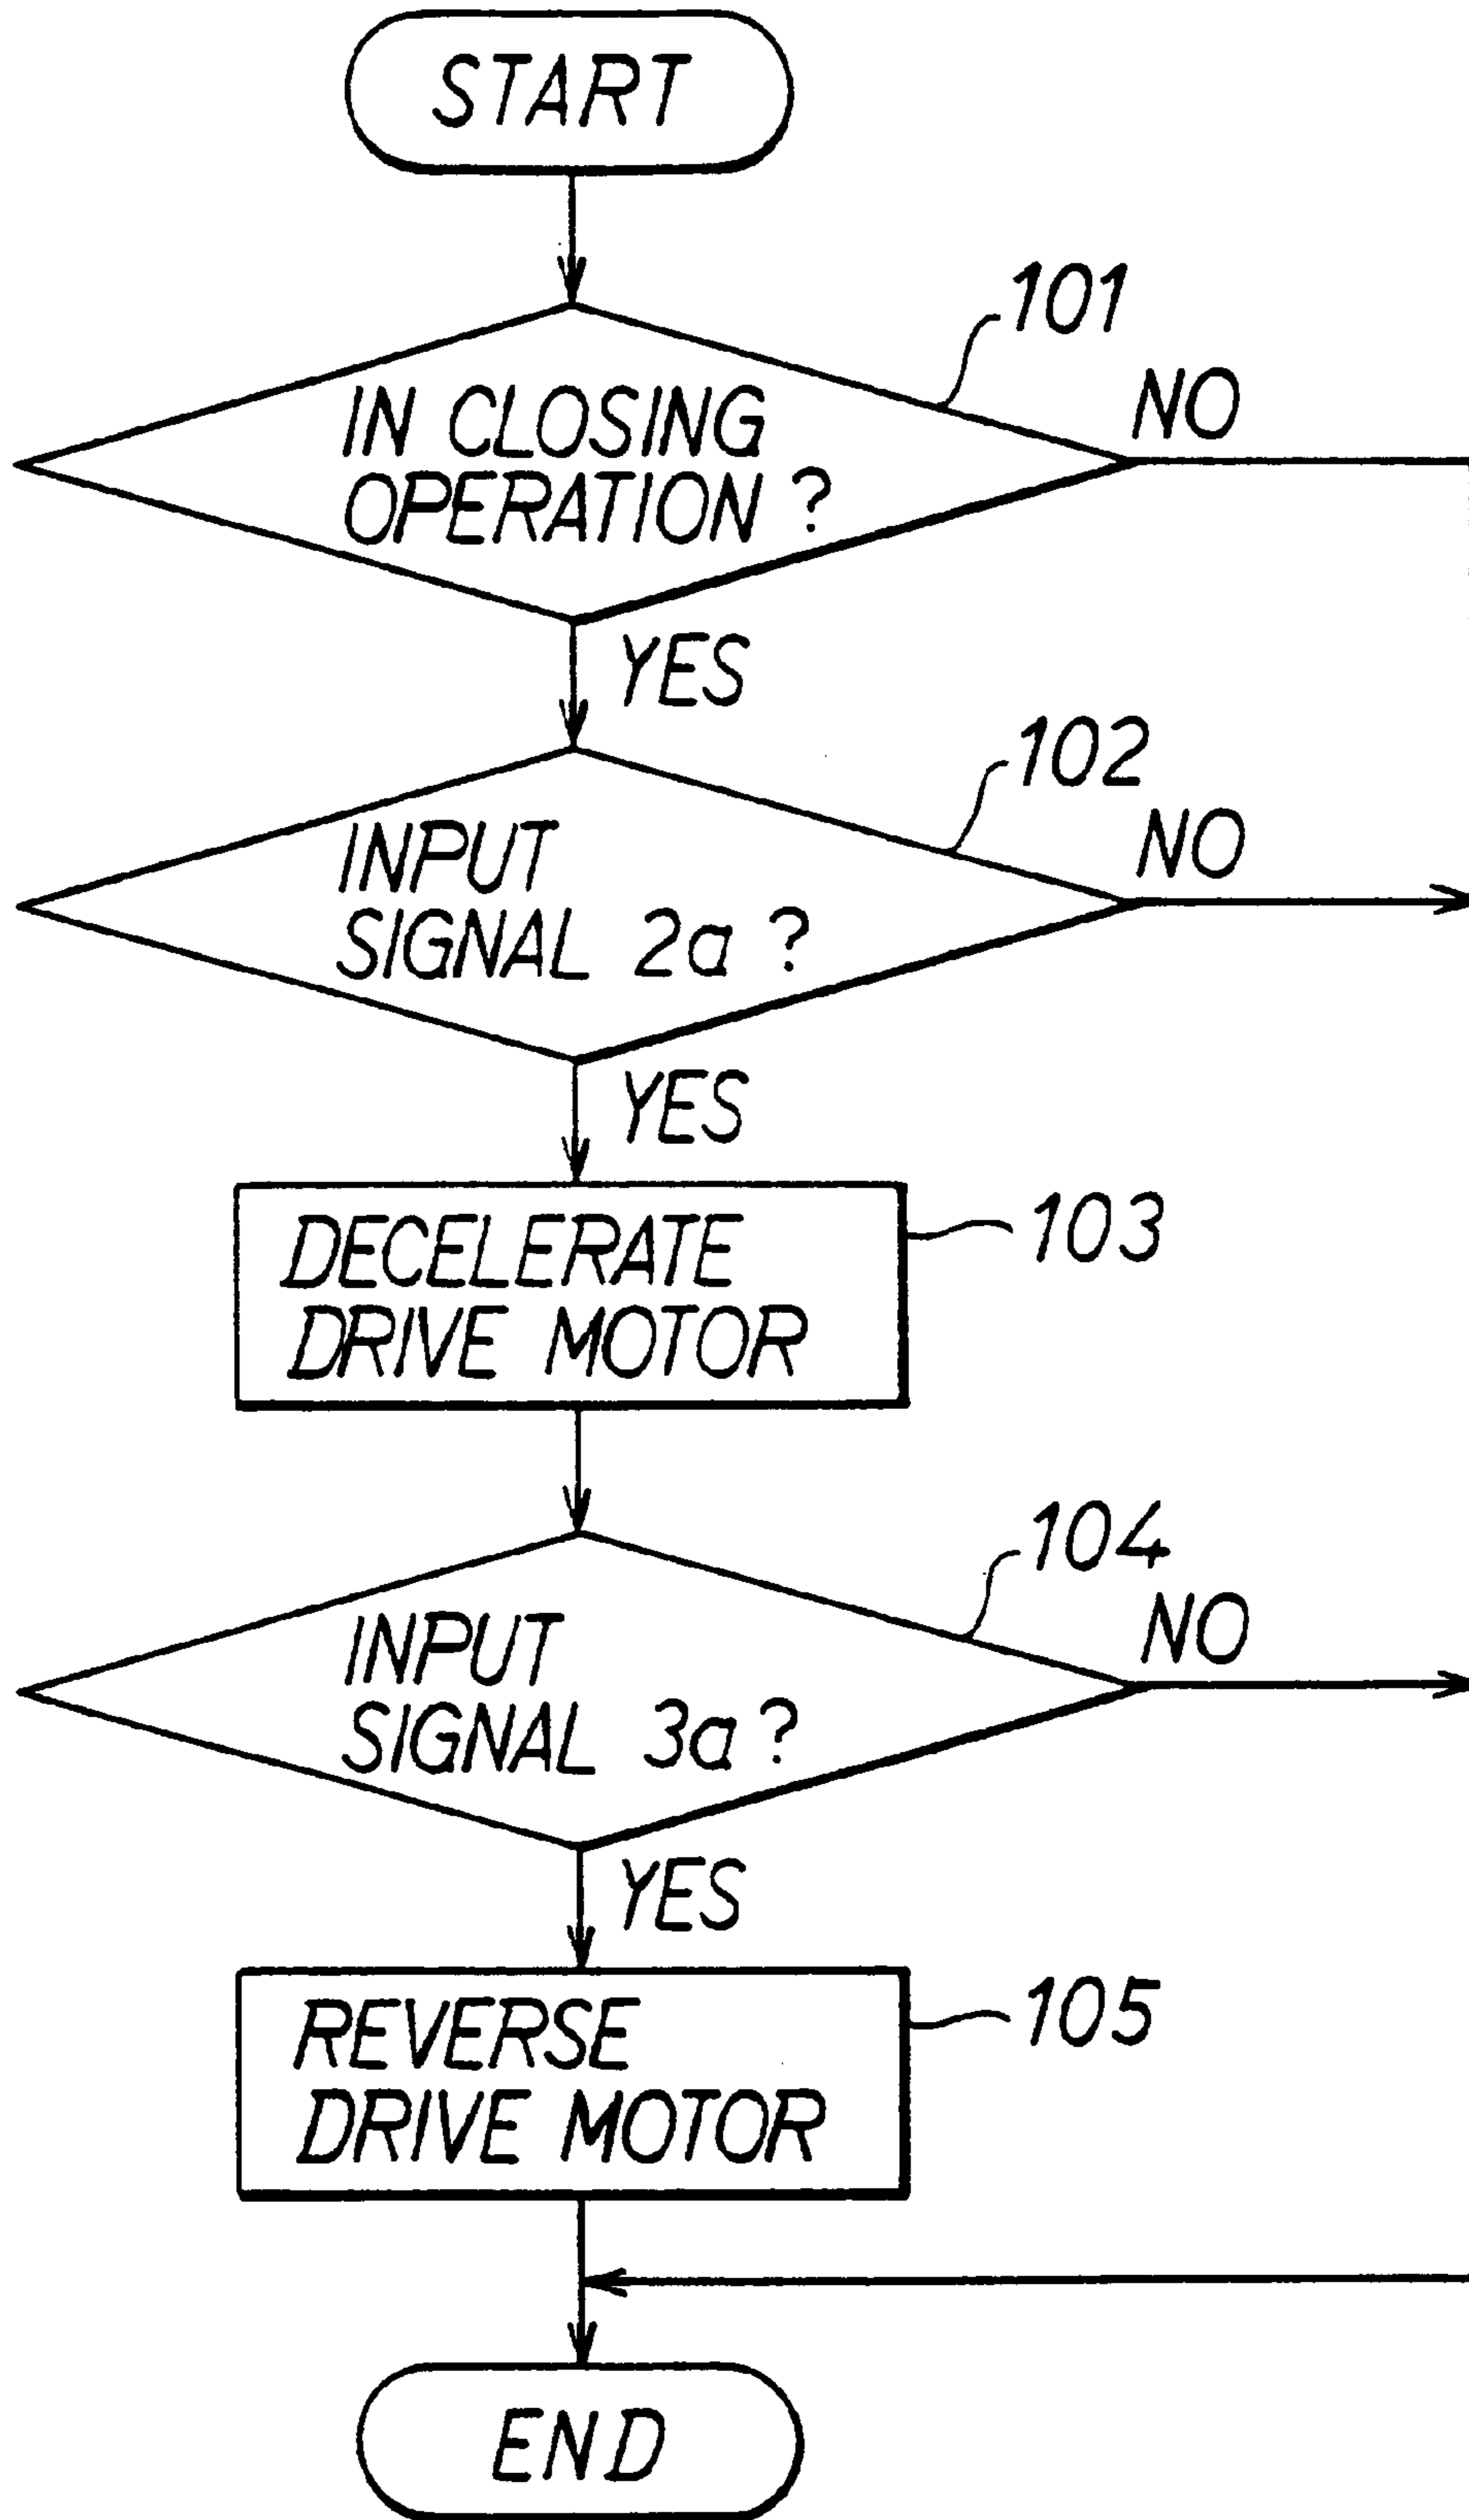 START
101
NO
IN CLOSING
OPERATION ?
YES
102
NO
INPUT
SIGNAL 2a ?
YES
103
DECELERATE
DRIVE MOTOR
104
NO
INPUT
SIGNAL 3a ?
YES
105
REVERSE
DRIVE MOTOR
END